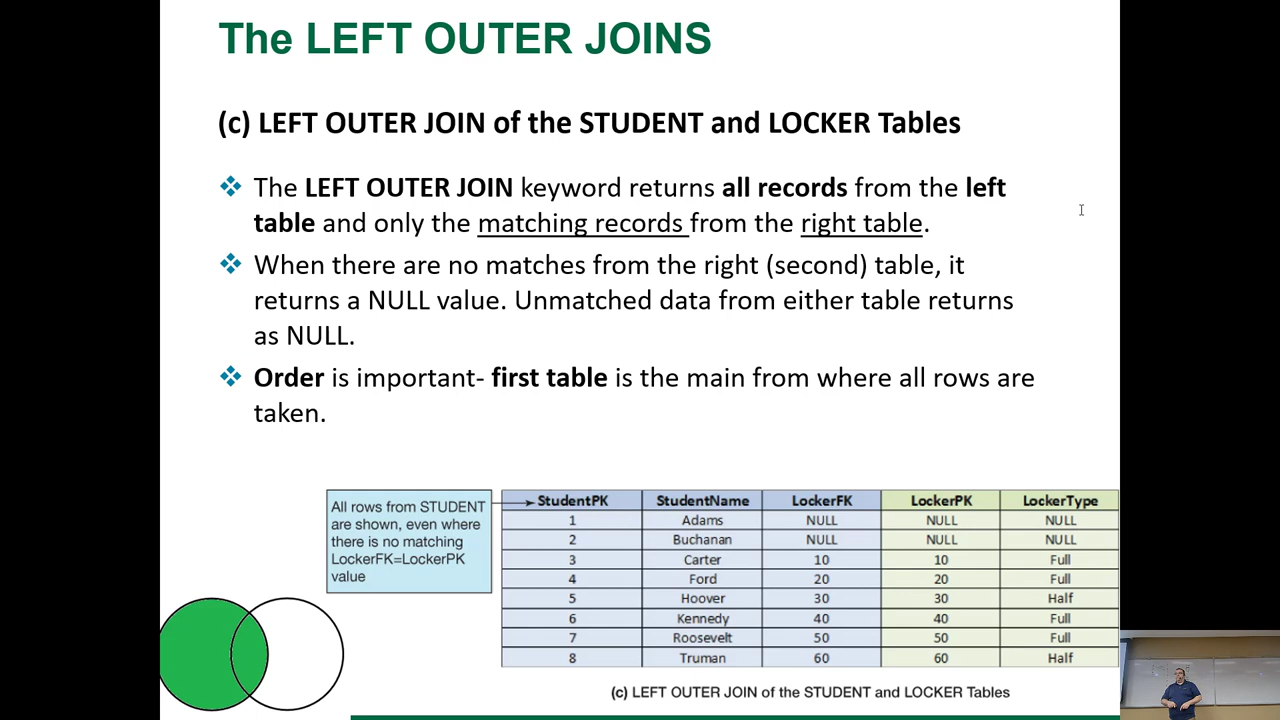 The LEFT OUTER JOINS
(c) LEFT OUTER JOIN of the STUDENT and LOCKER Tables
The LEFT OUTER JOIN keyword returns all records from the left
table and only the matching records from the right table.
When there are no matches from the right (second) table, it
returns a NULL value. Unmatched data from either table returns
as NULL.
Order is important- first table is the main from where all rows are
taken.
All rows from STUDENT
are shown, even where
there is no matching
LockerFK=LockerPK
value
StudentPK StudentName LockerFK LockerPK LockerType
1 Adams NULL NULL NULL
2 Buchanan NULL NULL NULL
3 Carter 10 10 Full
4 Ford 20 20 Full
5 Hoover 30 30 Half
6 Kennedy 40 40 Full
7 Roosevelt 50 50 Full
8 Truman 60 60 Half
(c) LEFT OUTER JOIN of the STUDENT and LOCKER Tables